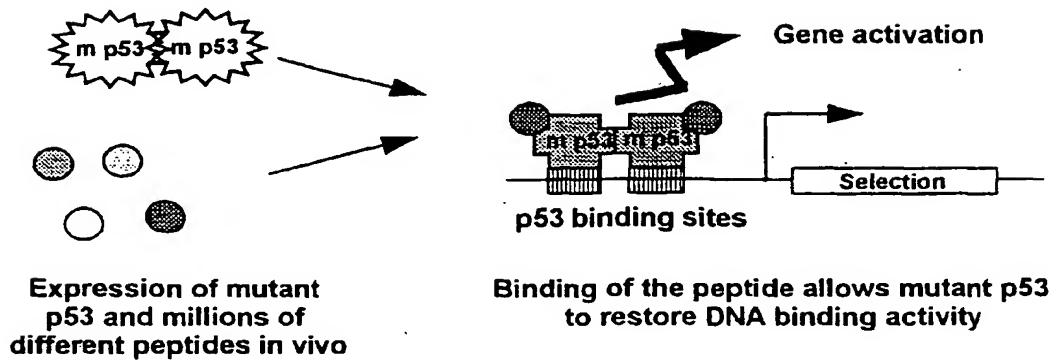 m p53 m p53
Gene activation
m p53 m p53
Selection
p53 binding sites
Expression of mutant
p53 and millions of
different peptides in vivo
Binding of the peptide allows mutant p53
to restore DNA binding activity